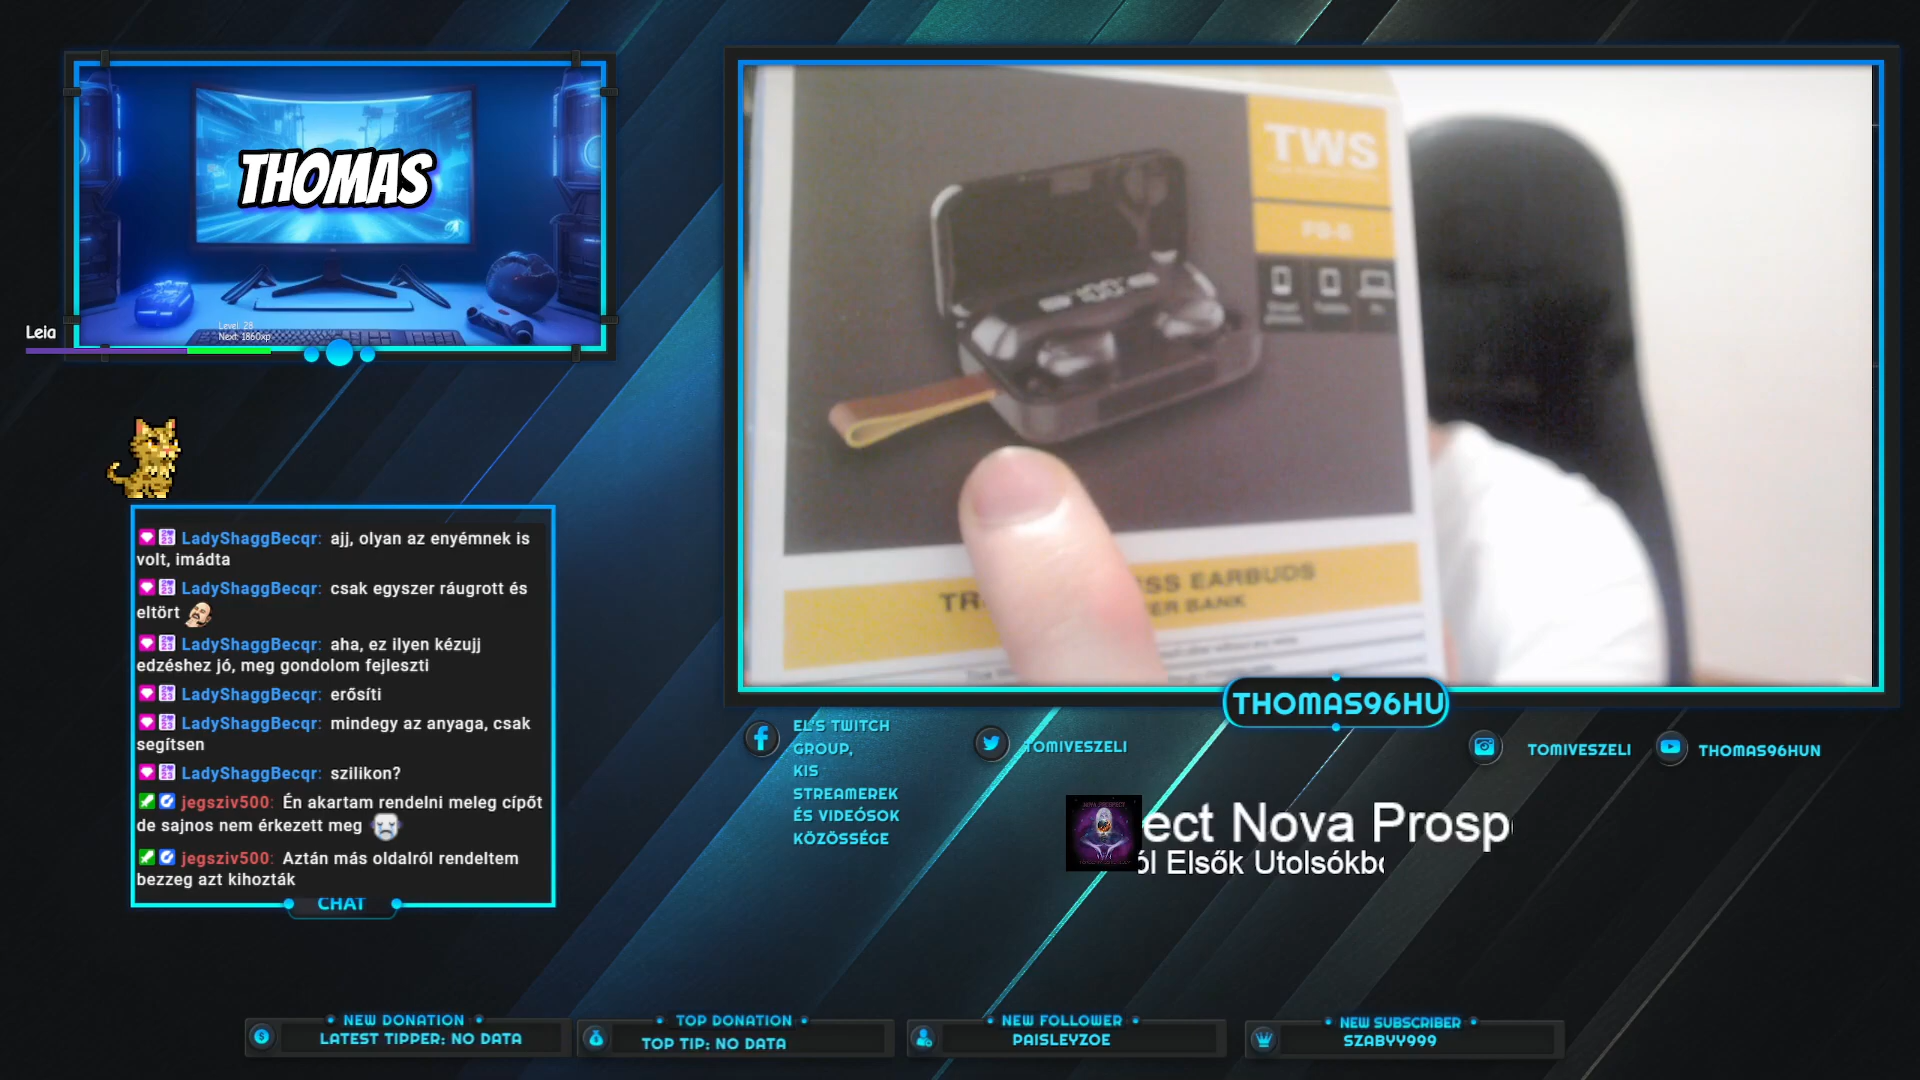 THOMAS
Level: 28
Next: 1860xp
Leia
LadyShaggBecqr: ajj, olyan az enyémnek is
volt, imádta
LadyShaggBecqr: csak egyszer ráugrott és
eltört
LadyShaggBecqr: aha, ez ilyen kézujj
edzéshez jó, meg gondolom fejleszti
LadyShaggBecqr: erősíti
LadyShaggBecqr: mindegy az anyaga, csak
segítsen
LadyShaggBecqr: szilikon?
jegsziv500: Én akartam rendelni meleg cípőt
de sajnos nem érkezett meg
jegsziv500: Aztán más oldalról rendeltem
bezzeg azt kihozták
CHAT
TWS
100
EARBUDS
BANK
THOMAS96HU
EL'S TWITCH
GROUP,
KIS
STREAMEREK
ÉS VIDEÓSOK
KÖZÖSSÉGE
TOMIVESZELI
TOMIVESZELI
THOMAS96HUN
ect Nova Prosp
ól Elsők Utolsókbó
NEW DONATION
LATEST TIPPER: NO DATA
TOP DONATION
TOP TIP: NO DATA
NEW FOLLOWER
PAISLEYZOE
NEW SUBSCRIBER
SZABYY999